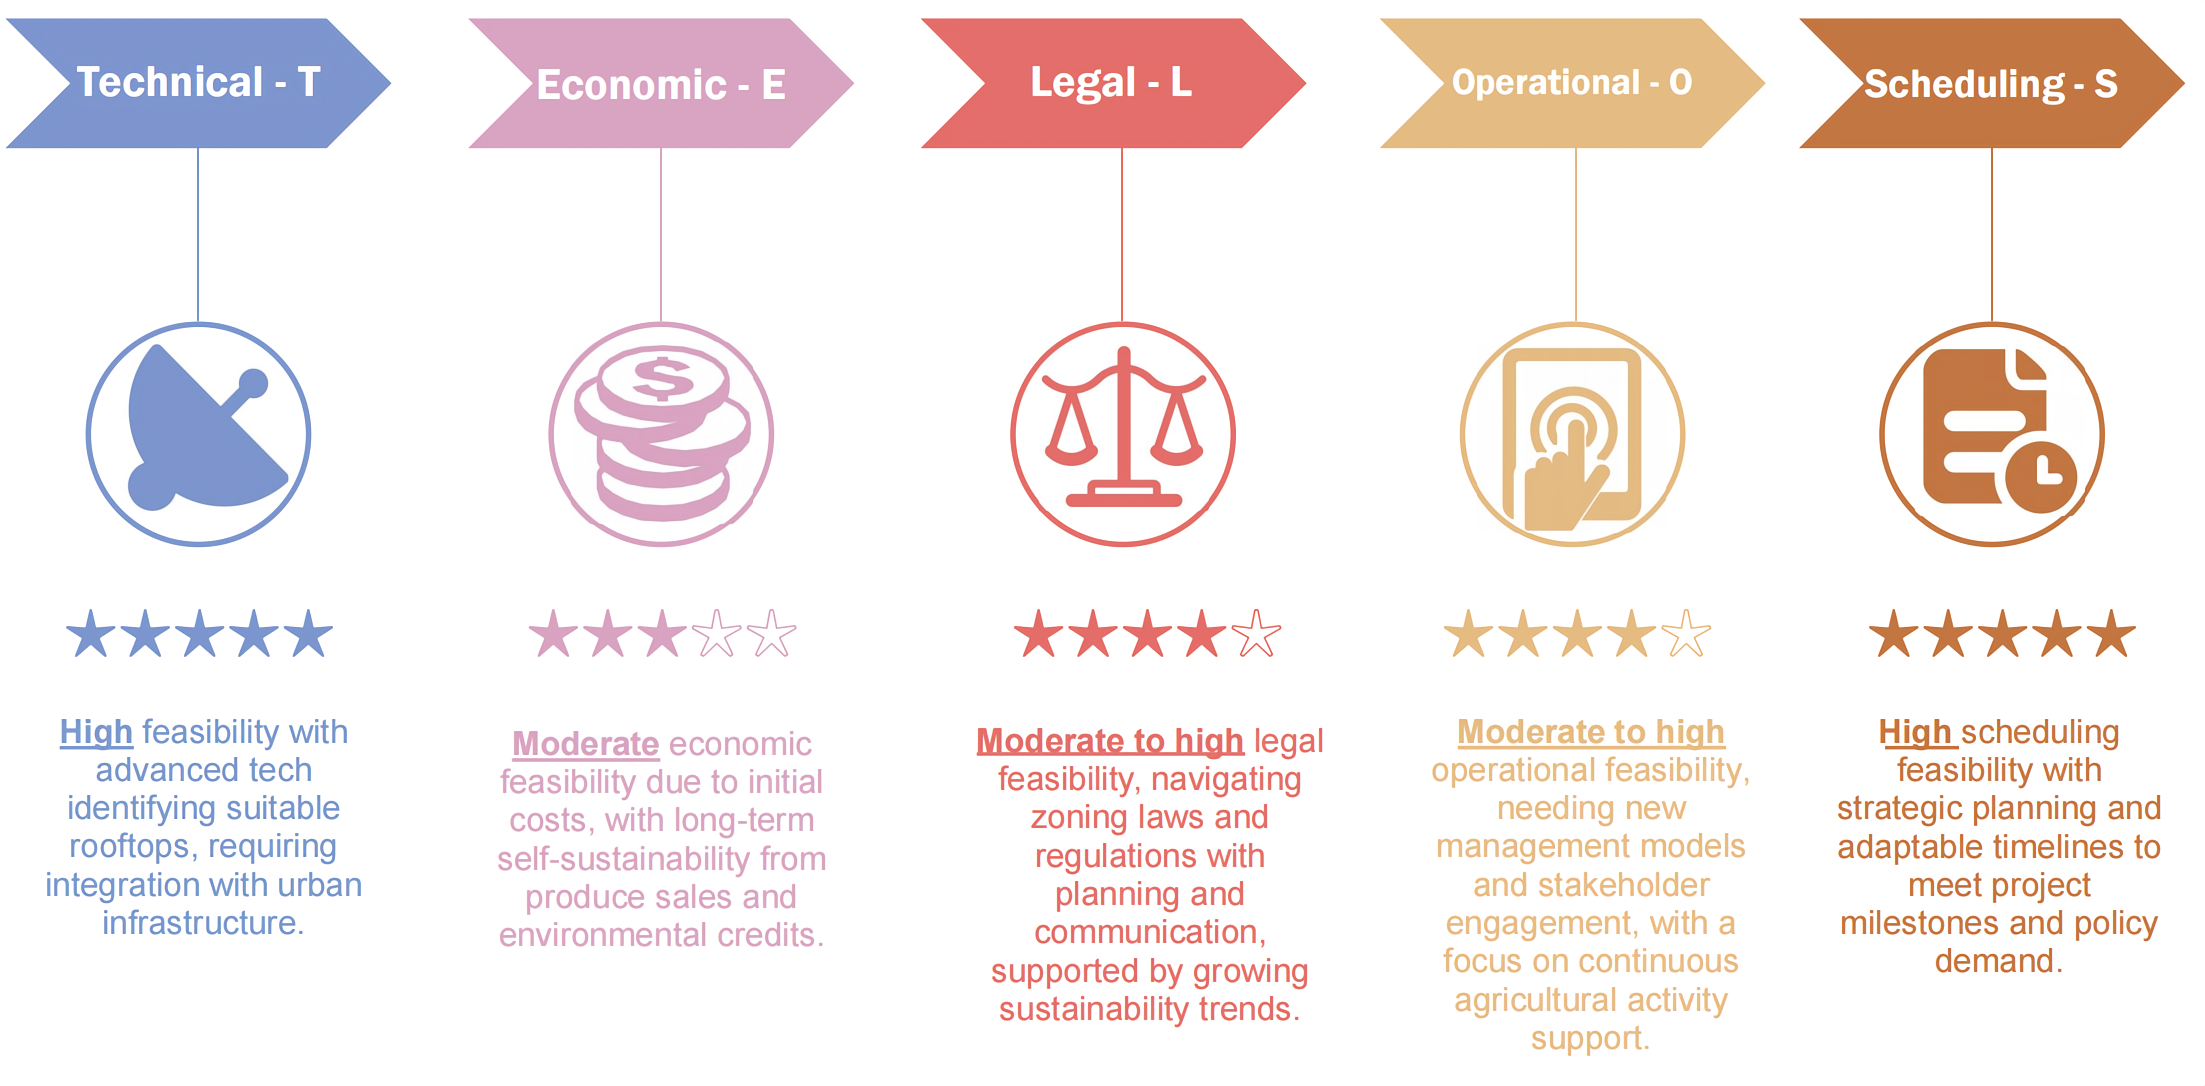 Technical - T
Economic - E
Legal - L
Operational - O
Scheduling - S
$
High feasibility with
advanced tech
identifying suitable
rooftops, requiring
integration with urban
infrastructure.
Moderate economic
feasibility due to initial
costs, with long-term
self-sustainability from
produce sales and
environmental credits.
Moderate to high legal
feasibility, navigating
zoning laws and
regulations with
planning and
communication,
supported by growing
sustainability trends.
Moderate to high
operational feasibility,
needing new
management models
and stakeholder
engagement, with a
focus on continuous
agricultural activity
support.
High scheduling
feasibility with
strategic planning and
adaptable timelines to
meet project
milestones and policy
demand.